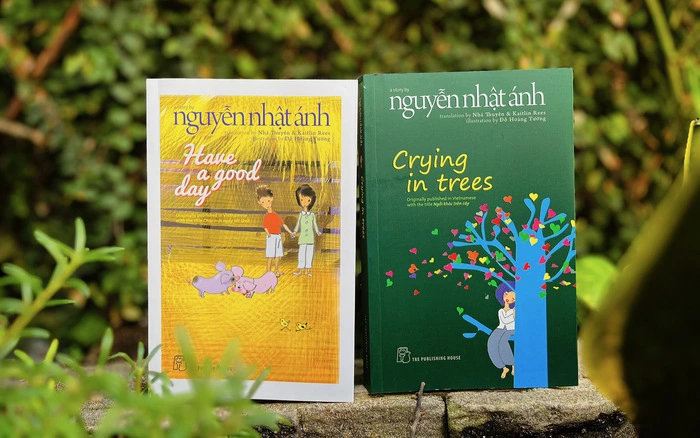 a story by
nguyễn nhật ánh
translation by Nhã Thuyên & Kaitlin Rees
illustration by Đỗ Hoàng Tường
Have
a good
day
a story by
nguyễn nhật ánh
translation by Nhã Thuyên & Kaitlin Rees
illustration by Đỗ Hoàng Tường
Crying
in trees
Originally published in Vietnamese
with the title Ngồi khóc trên cây
THE PUBLISHING HOUSE